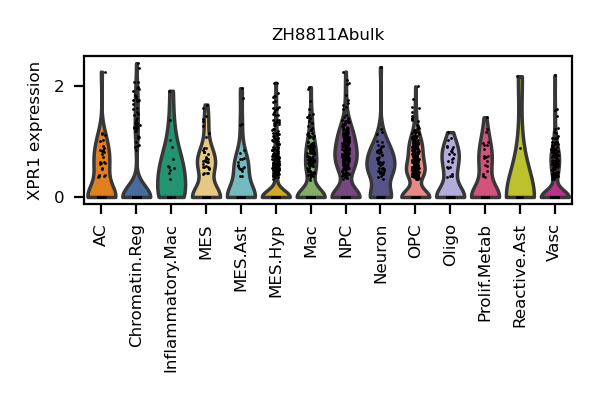 ZH8811Abulk
XPR1 expression
2
0
AC
Chromatin.Reg
Inflammatory.Mac
MES
MES.Ast
MES.Hyp
Mac
NPC
Neuron
OPC
Oligo
Prolif.Metab
Reactive.Ast
Vasc